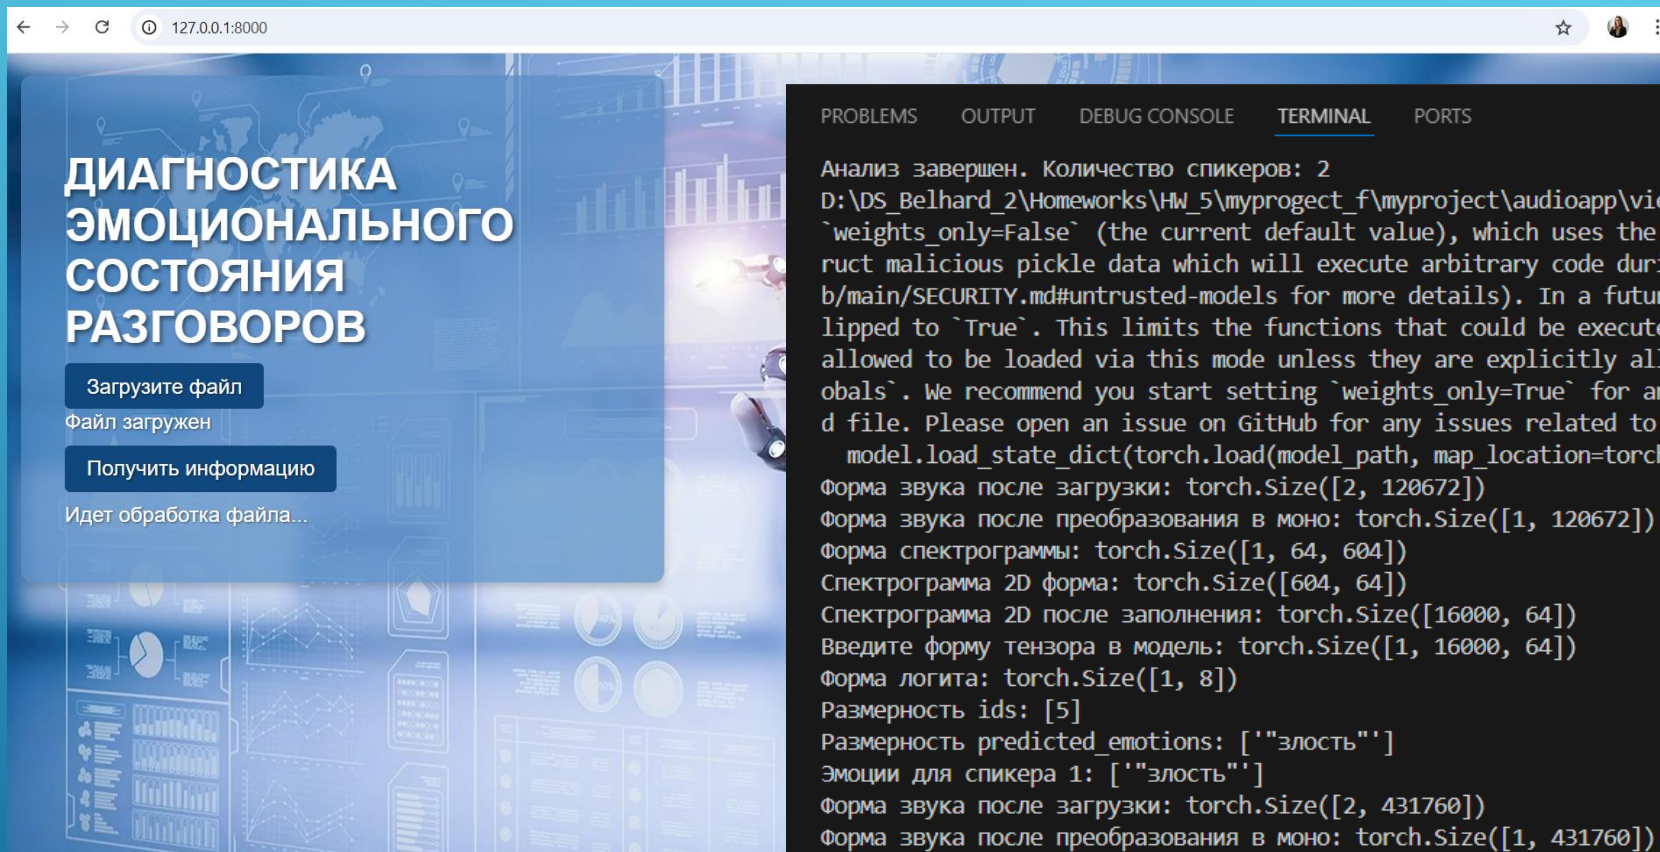 127.0.0.1:8000
ДИАГНОСТИКА
ЭМОЦИОНАЛЬНОГО
СОСТОЯНИЯ
РАЗГОВОРОВ
Загрузите файл
Файл загружен
Получить информацию
Идет обработка файла...
PROBLEMS OUTPUT DEBUG CONSOLE TERMINAL PORTS
Анализ завершен. Количество спикеров: 2
D:\DS_Belhard_2\Homeworks\HW_5\myprogect_f\myproject\audioapp\vie
`weights_only=False` (the current default value), which uses the
ruct malicious pickle data which will execute arbitrary code duri
b/main/SECURITY.md#untrusted-models for more details). In a futur
lipped to `True`. This limits the functions that could be execute
allowed to be loaded via this mode unless they are explicitly all
obals`. We recommend you start setting `weights_only=True` for an
d file. Please open an issue on GitHub for any issues related to
model.load_state_dict(torch.load(model_path, map_location=torch
Форма звука после загрузки: torch.Size([2, 120672])
Форма звука после преобразования в моно: torch.Size([1, 120672])
Форма спектрограммы: torch.Size([1, 64, 604])
Спектрограмма 2D форма: torch.Size([604, 64])
Спектрограмма 2D после заполнения: torch.Size([16000, 64])
Введите форму тензора в модель: torch.Size([1, 16000, 64])
Форма логита: torch.Size([1, 8])
Размерность ids: [5]
Размерность predicted_emotions: ['"злость"']
Эмоции для спикера 1: ['"злость"']
Форма звука после загрузки: torch.Size([2, 431760])
Форма звука после преобразования в моно: torch.Size([1, 431760])